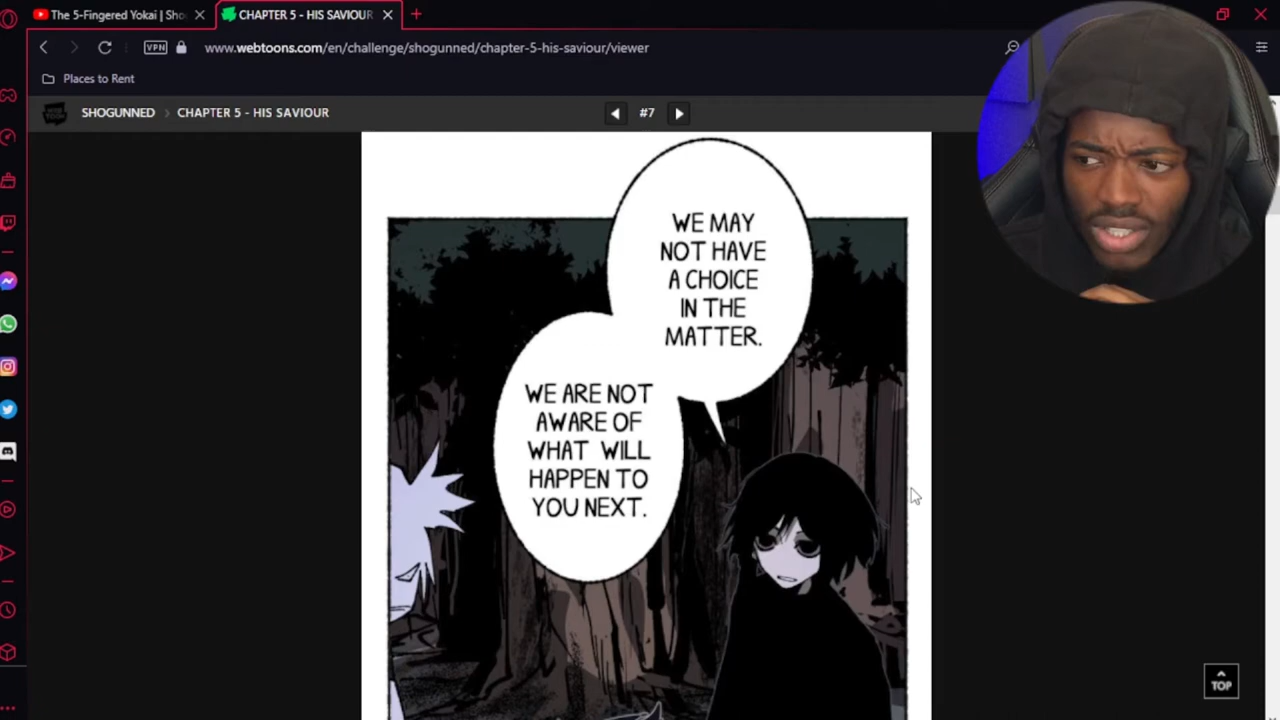 The 5-Fingered Yokai | Sho
CHAPTER 5 - HIS SAVIOUR
VPN
www.webtoons.com/en/challenge/shogunned/chapter-5-his-saviour/viewer
Places to Rent
SHOGUNNED
CHAPTER 5 - HIS SAVIOUR
#7
WE MAY
NOT HAVE
A CHOICE
IN THE
MATTER.
WE ARE NOT
AWARE OF
WHAT WILL
HAPPEN TO
YOU NEXT.
TOP